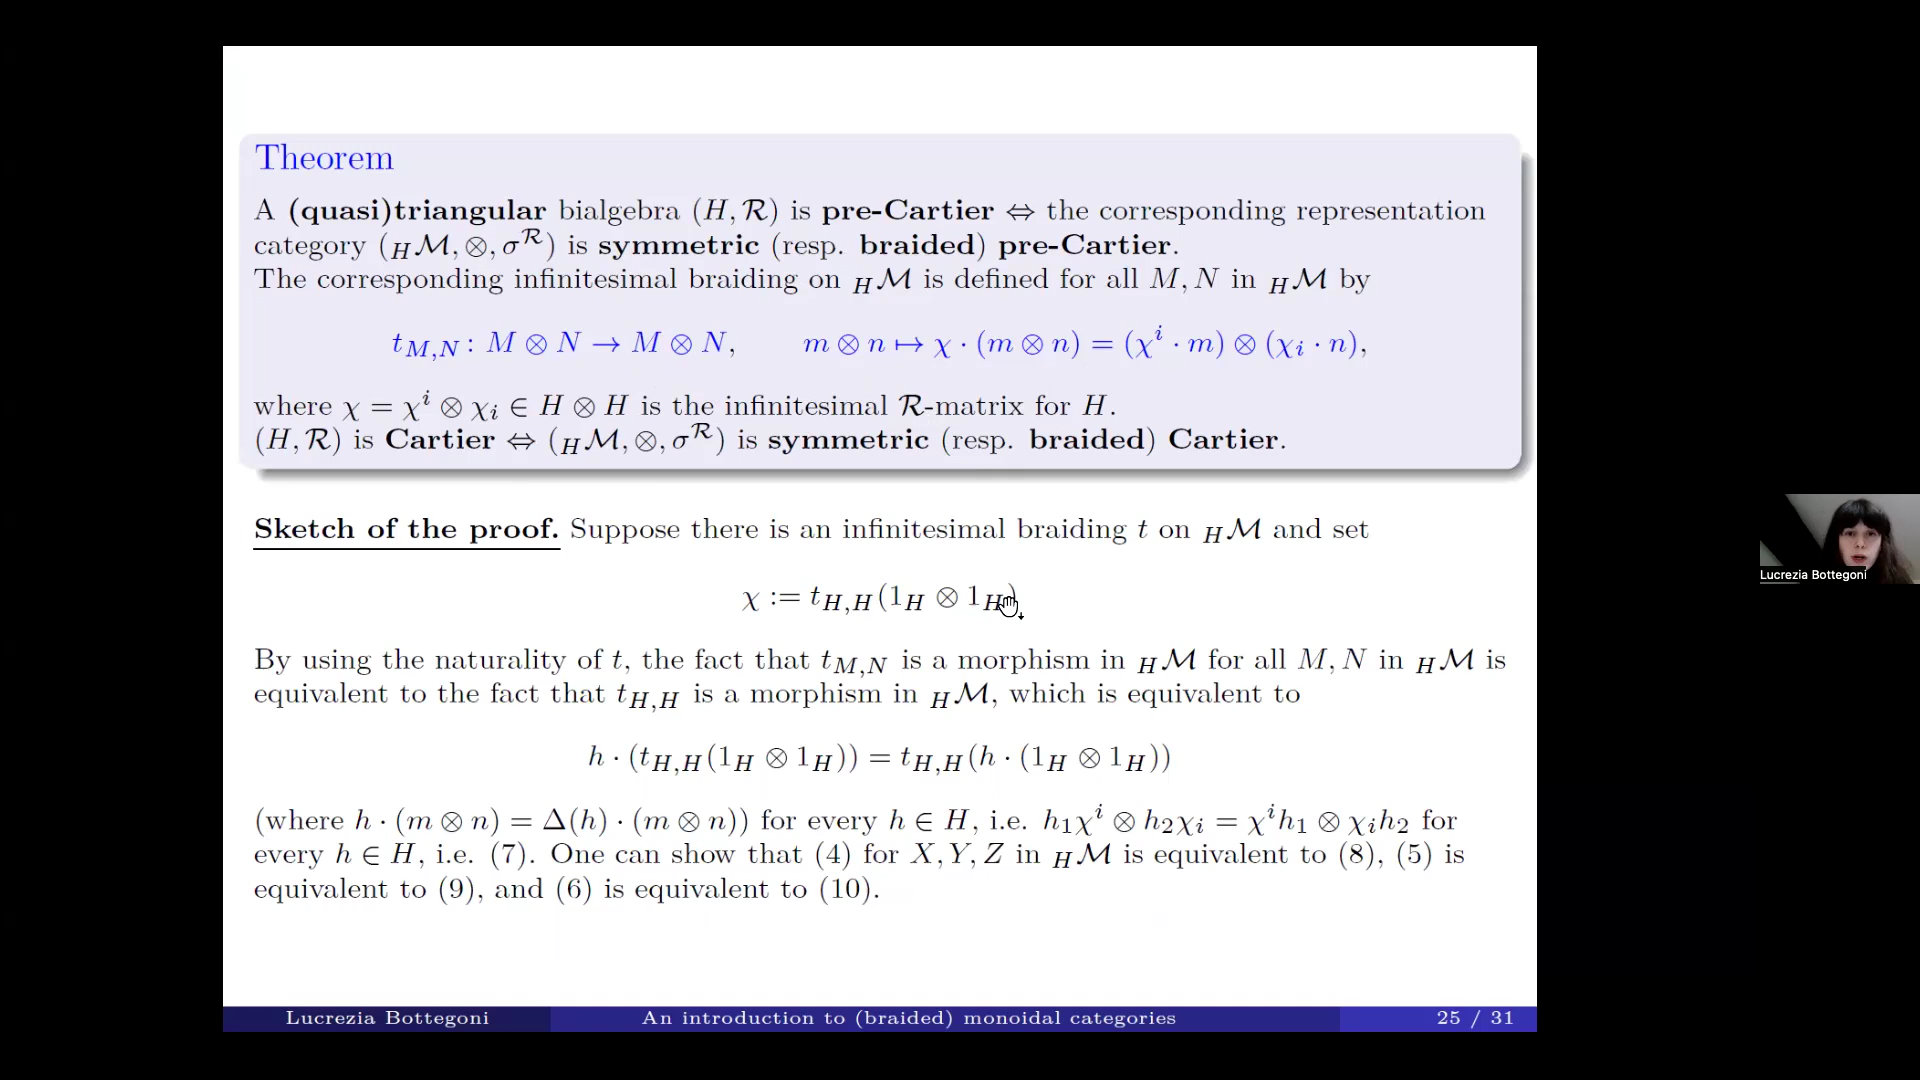 Theorem
A (quasi)triangular bialgebra (H, ℛ) is pre-Cartier ⇔ the corresponding representation
category (_Hℳ, ⊗, σ^ℛ) is symmetric (resp. braided) pre-Cartier.
The corresponding infinitesimal braiding on _Hℳ is defined for all M, N in _Hℳ by
t_{M,N} : M ⊗ N → M ⊗ N, m ⊗ n ↦ χ · (m ⊗ n) = (χ^i · m) ⊗ (χ_i · n),
where χ = χ^i ⊗ χ_i ∈ H ⊗ H is the infinitesimal ℛ-matrix for H.
(H, ℛ) is Cartier ⇔ (_Hℳ, ⊗, σ^ℛ) is symmetric (resp. braided) Cartier.
Sketch of the proof. Suppose there is an infinitesimal braiding t on _Hℳ and set
χ := t_{H,H}(1_H ⊗ 1_H)
By using the naturality of t, the fact that t_{M,N} is a morphism in _Hℳ for all M, N in _Hℳ is
equivalent to the fact that t_{H,H} is a morphism in _Hℳ, which is equivalent to
h · (t_{H,H}(1_H ⊗ 1_H)) = t_{H,H}(h · (1_H ⊗ 1_H))
(where h · (m ⊗ n) = Δ(h) · (m ⊗ n)) for every h ∈ H, i.e. h_1χ^i ⊗ h_2χ_i = χ^ih_1 ⊗ χ_ih_2 for
every h ∈ H, i.e. (7). One can show that (4) for X, Y, Z in _Hℳ is equivalent to (8), (5) is
equivalent to (9), and (6) is equivalent to (10).
Lucrezia Bottegoni An introduction to (braided) monoidal categories 25 / 31
Lucrezia Bottegoni